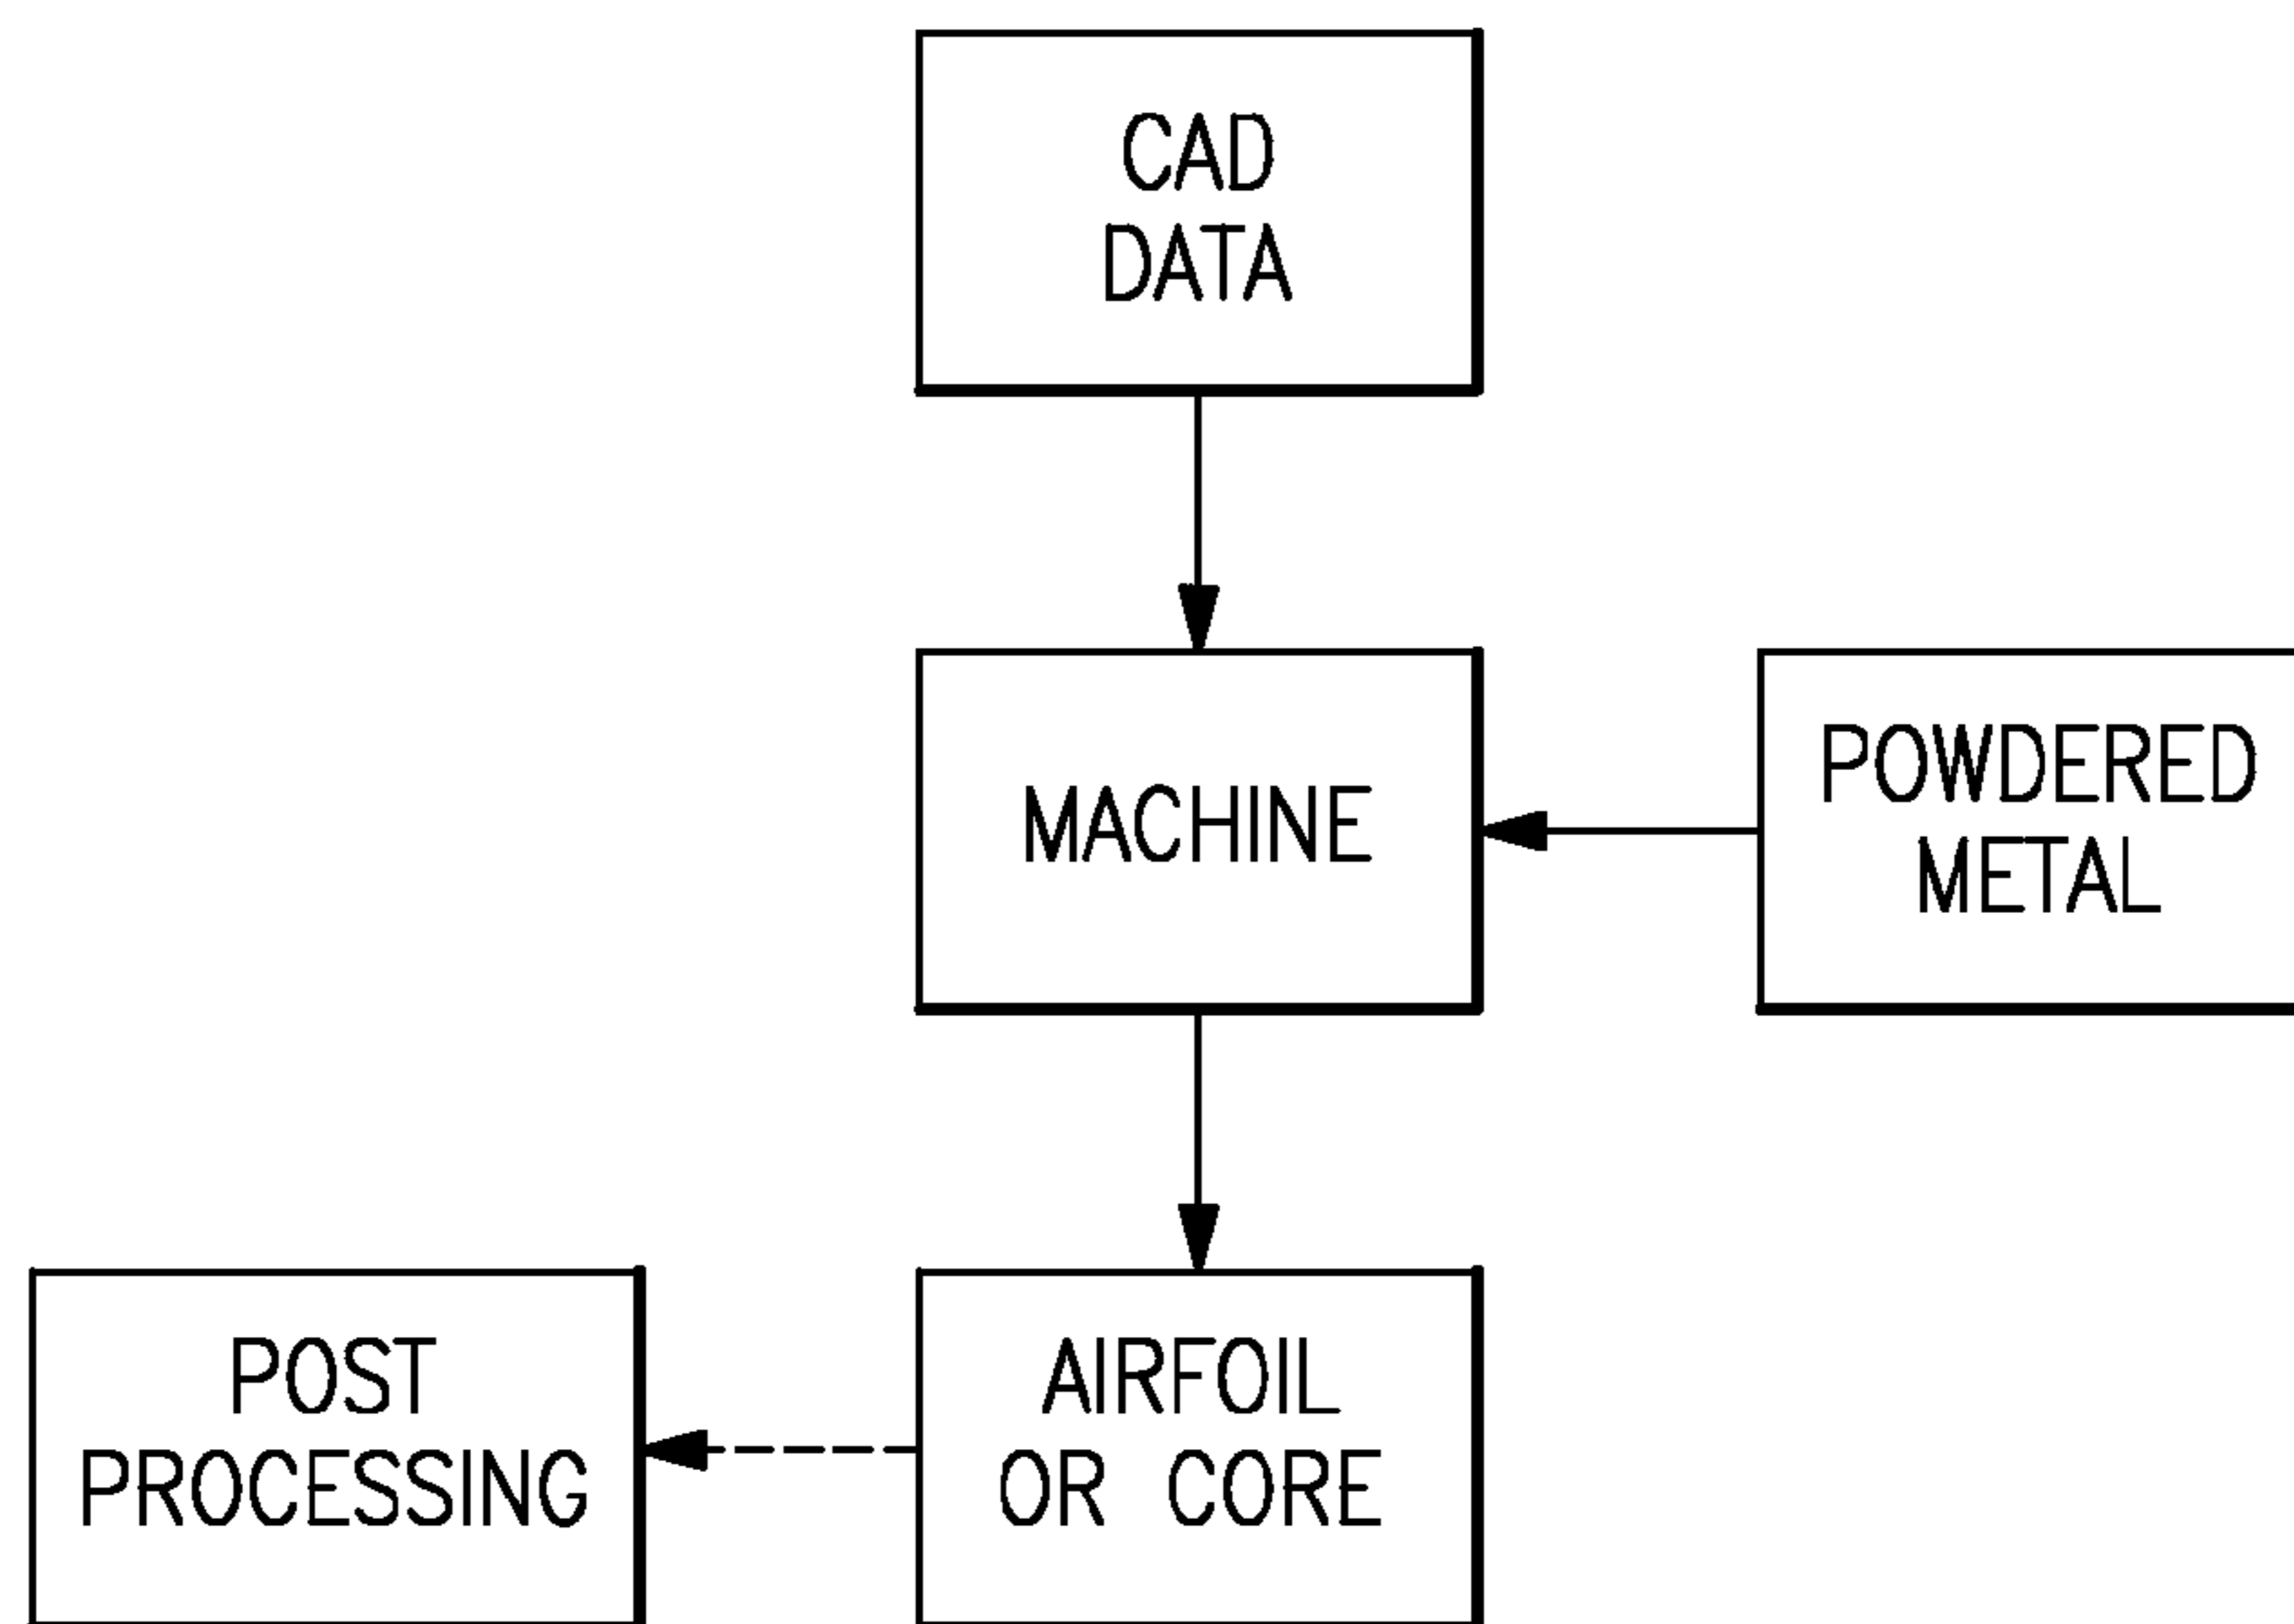 CAD
DATA
MACHINE
POWDERED
METAL
POST
PROCESSING
AIRFOIL
OR CORE